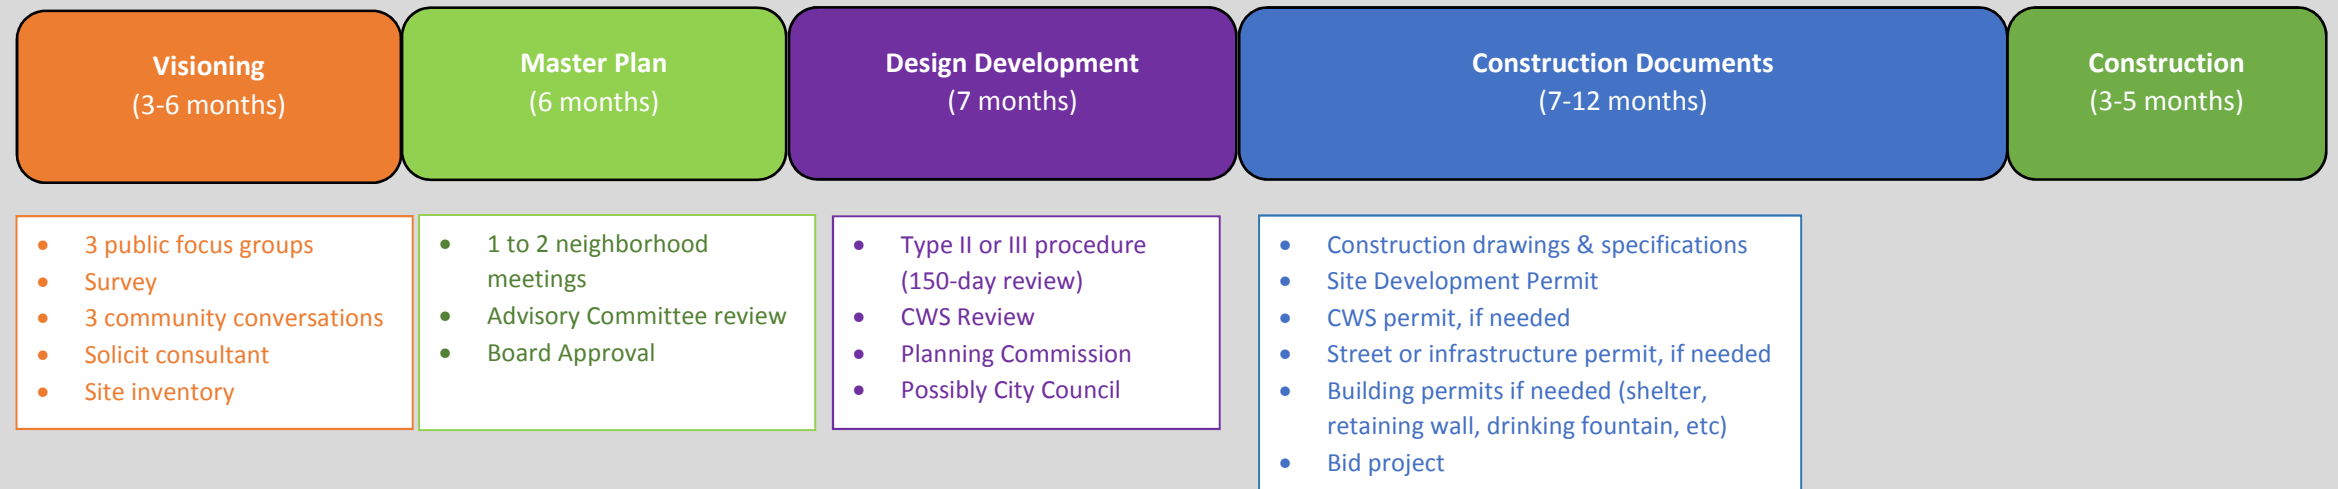 Visioning
(3-6 months)
Master Plan
(6 months)
Design Development
(7 months)
Construction Documents
(7-12 months)
Construction
(3-5 months)
• 3 public focus groups
• Survey
• 3 community conversations
• Solicit consultant
• Site inventory
• 1 to 2 neighborhood
meetings
• Advisory Committee review
• Board Approval
• Type II or III procedure
(150-day review)
• CWS Review
• Planning Commission
• Possibly City Council
• Construction drawings & specifications
• Site Development Permit
• CWS permit, if needed
• Street or infrastructure permit, if needed
• Building permits if needed (shelter,
retaining wall, drinking fountain, etc)
• Bid project